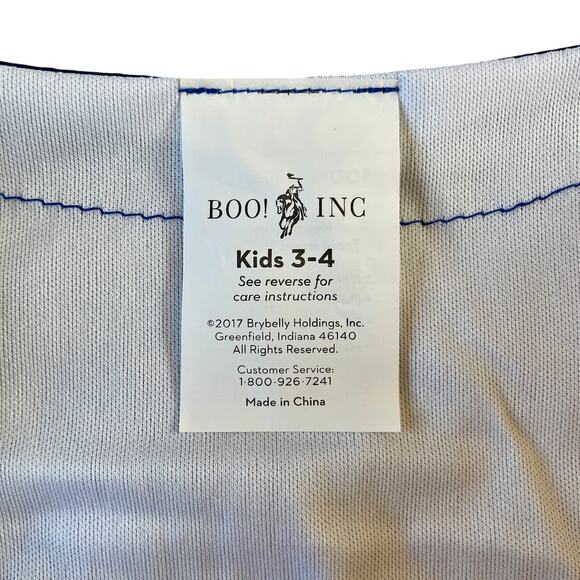 BOO! INC
Kids 3-4
See reverse for
care instructions
©2017 Brybelly Holdings, Inc.
Greenfield, Indiana 46140
All Rights Reserved.
Customer Service:
1-800-926-7241
Made in China